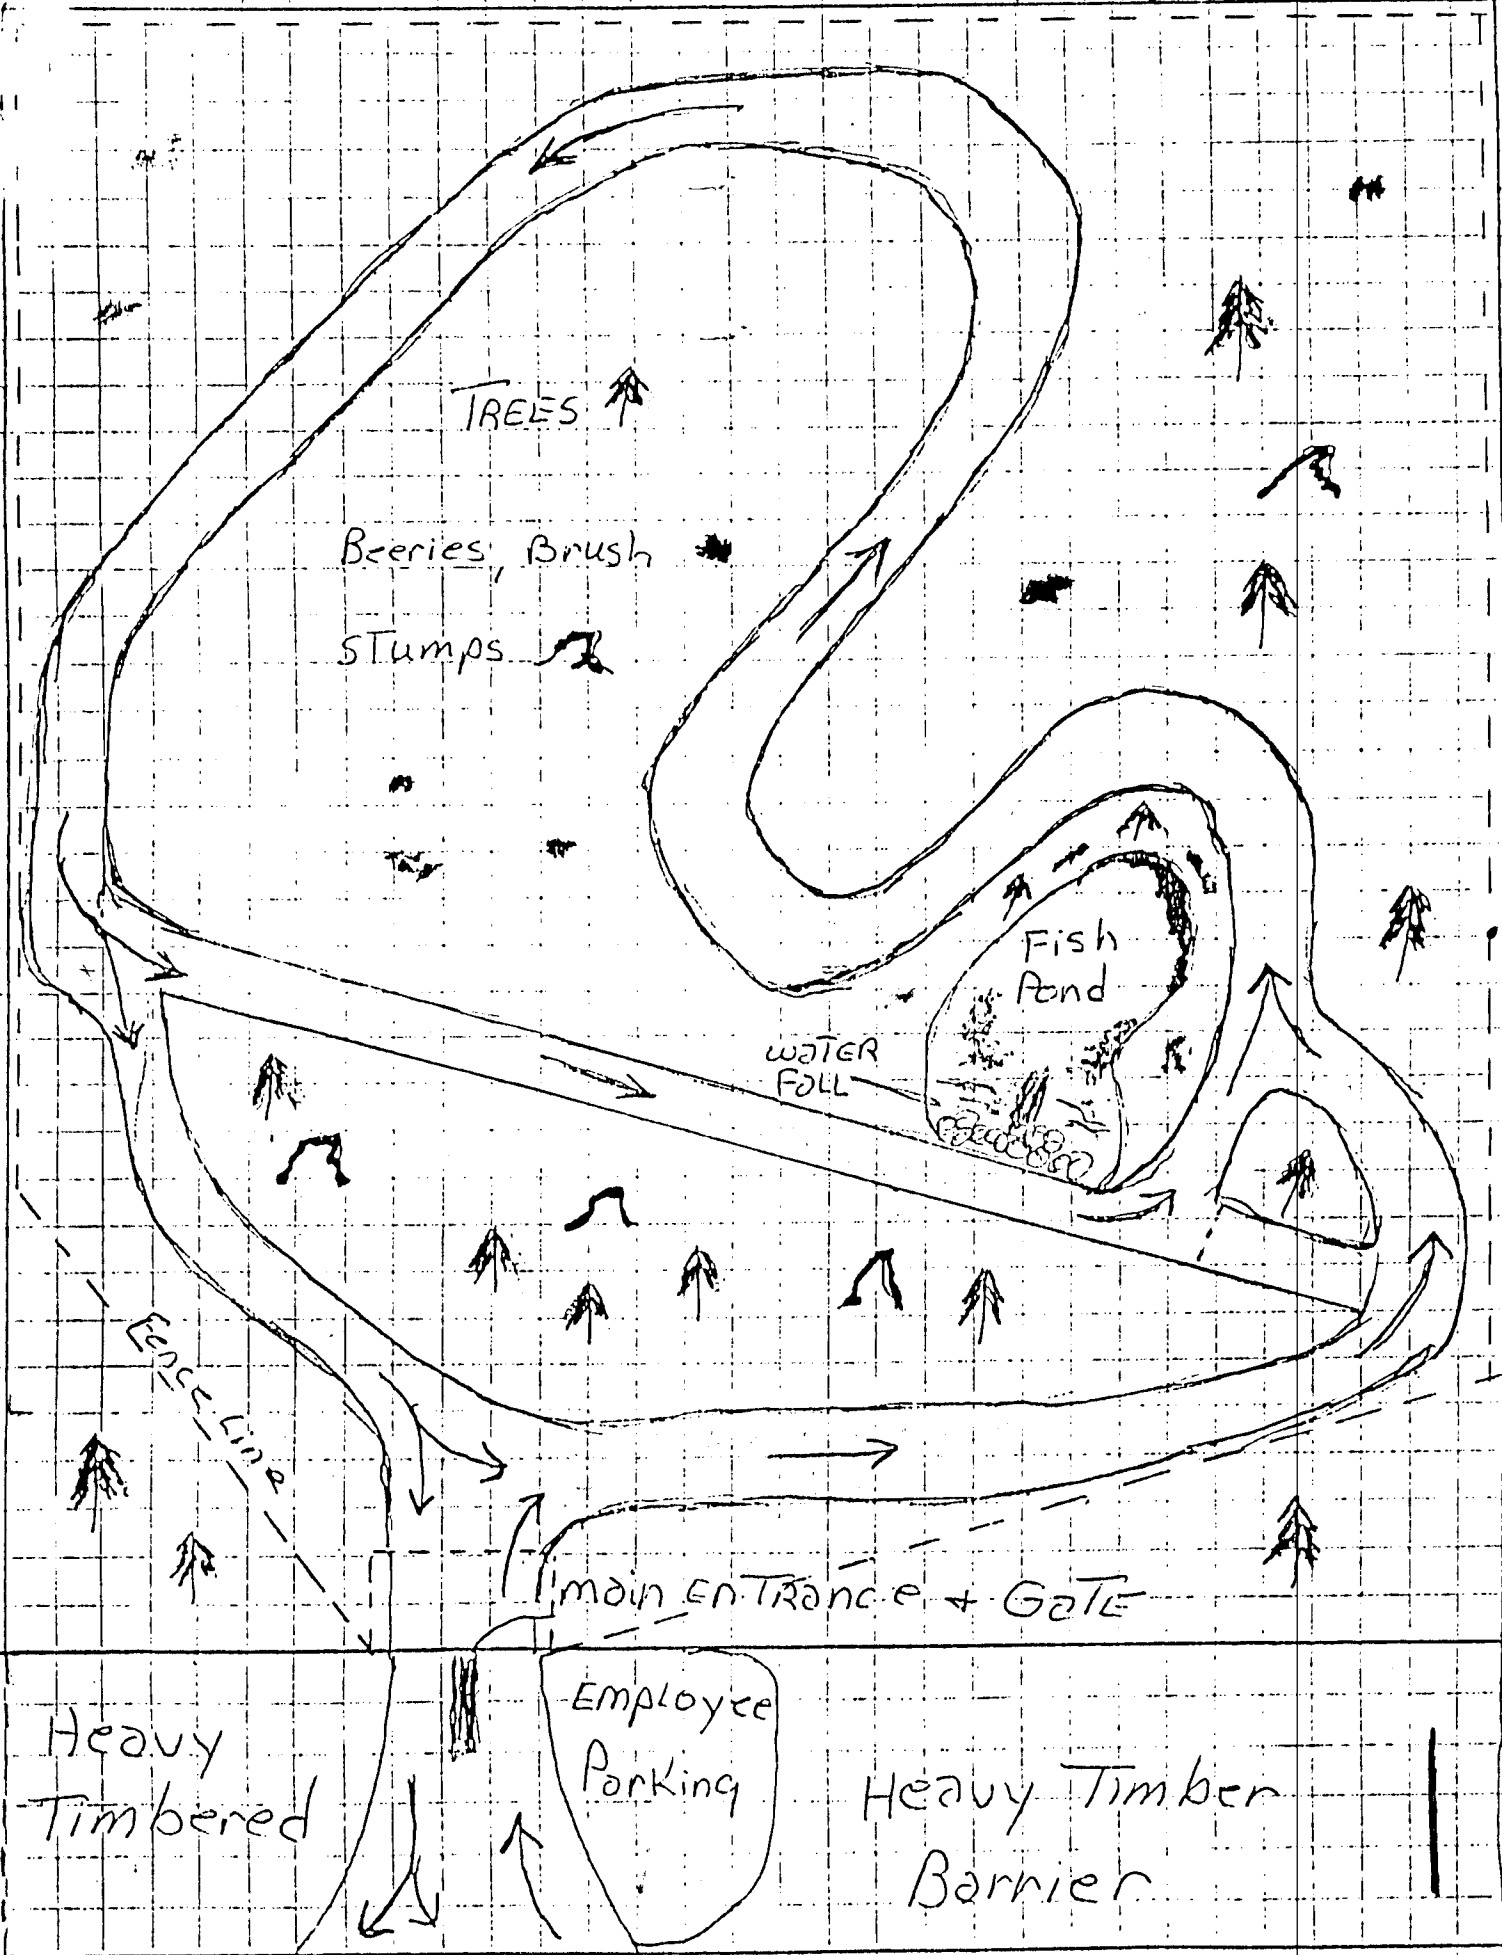 TREES
Beeries, Brush
STumps
Fish
Pond
WaTER
FaLL
Fence Line
main EnTRance + GaTE
Employee
Parking
Heavy
Timbered
Heavy Timber
Barrier